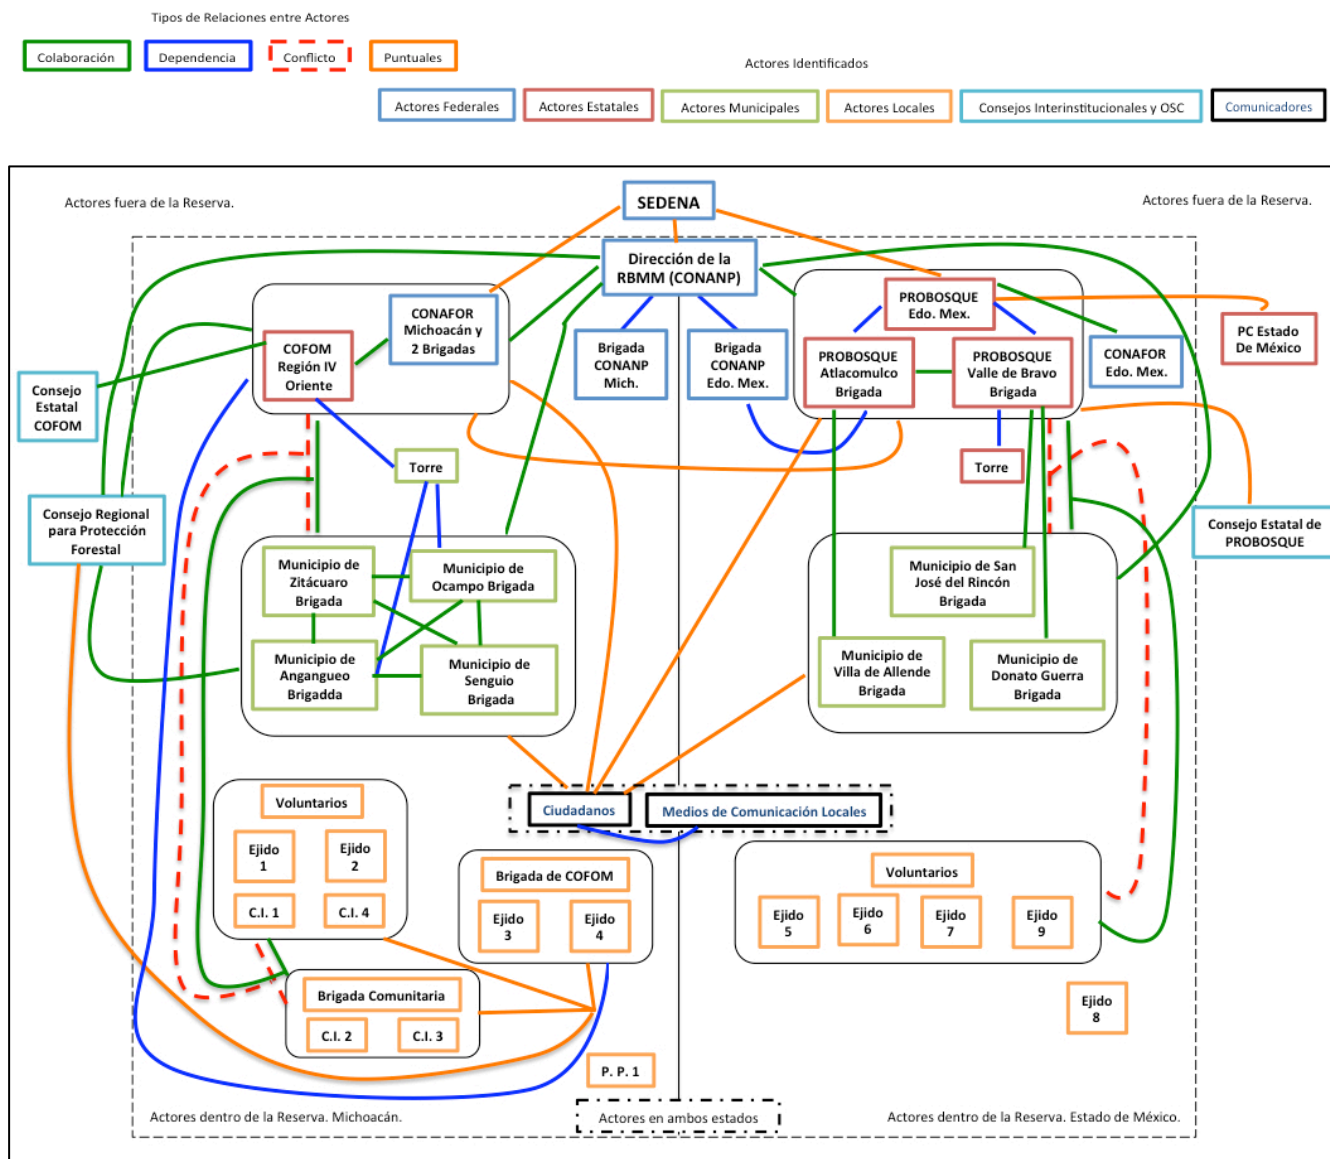 Tipos de Relaciones entre Actores
Colaboración
Dependencia
Conflicto
Puntuales
Actores Identificados
Actores Federales
Actores Estatales
Actores Municipales
Actores Locales
Consejos Interinstitucionales y OSC
Comunicadores
Actores fuera de la Reserva.
SEDENA
Actores fuera de la Reserva.
Dirección de la
RBMM (CONANP)
CONAFOR
Michoacán y
2 Brigadas
COFOM
Región IV
Oriente
Brigada
CONANP
Mich.
Brigada
CONANP
Edo. Mex.
PROBOSQUE
Edo. Mex.
PROBOSQUE
Atlacomulco
Brigada
PROBOSQUE
Valle de Bravo
Brigada
CONAFOR
Edo. Mex.
PC Estado
De México
Consejo
Estatal
COFOM
Torre
Torre
Consejo Regional
para Protección
Forestal
Consejo Estatal de
PROBOSQUE
Municipio de
Zitácuaro
Brigada
Municipio de
Ocampo Brigada
Municipio de
Angangueo
Brigadda
Municipio de
Senguio
Brigada
Municipio de San
José del Rincón
Brigada
Municipio de
Villa de Allende
Brigada
Municipio de
Donato Guerra
Brigada
Ciudadanos
Medios de Comunicación Locales
Voluntarios
Ejido
1
Ejido
2
C.I. 1
C.I. 4
Brigada de COFOM
Ejido
3
Ejido
4
Voluntarios
Ejido
5
Ejido
6
Ejido
7
Ejido
9
Brigada Comunitaria
C.I. 2
C.I. 3
Ejido
8
P. P. 1
Actores dentro de la Reserva. Michoacán.
Actores en ambos estados
Actores dentro de la Reserva. Estado de México.